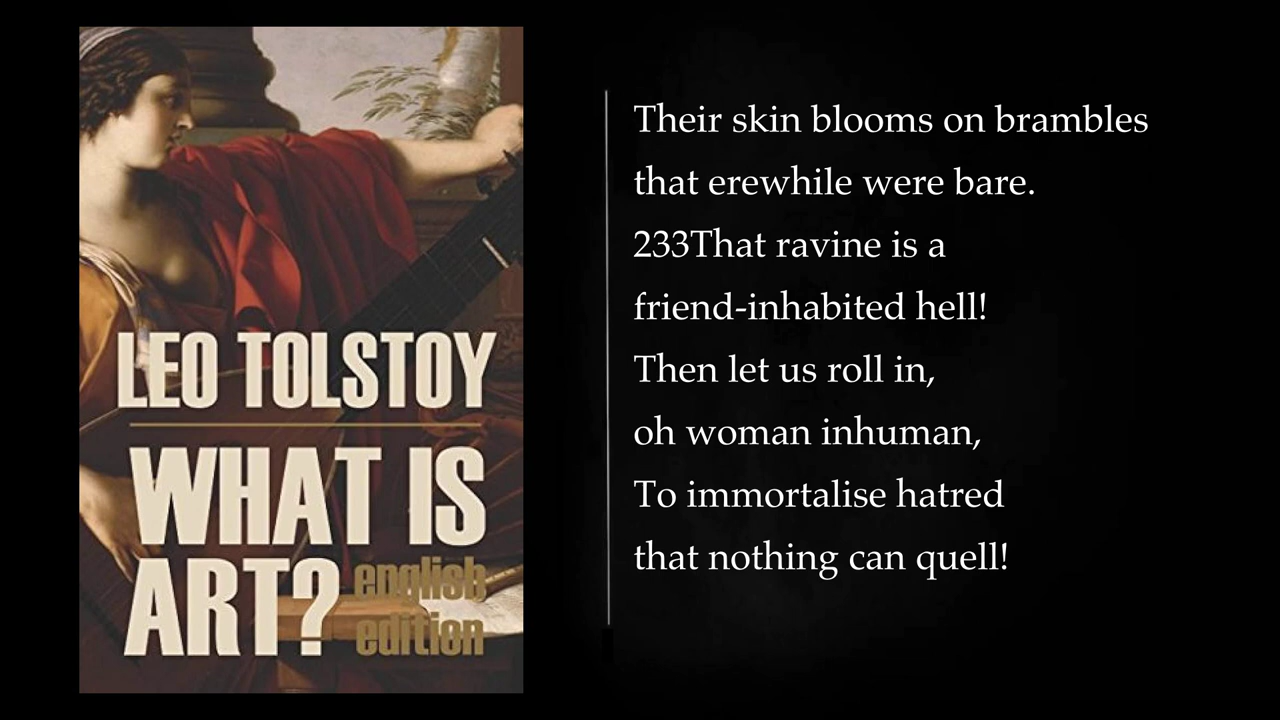 LEO TOLSTOY
WHAT IS
ART?
english
edition
Their skin blooms on brambles
that erewhile were bare.
233That ravine is a
friend-inhabited hell!
Then let us roll in,
oh woman inhuman,
To immortalise hatred
that nothing can quell!